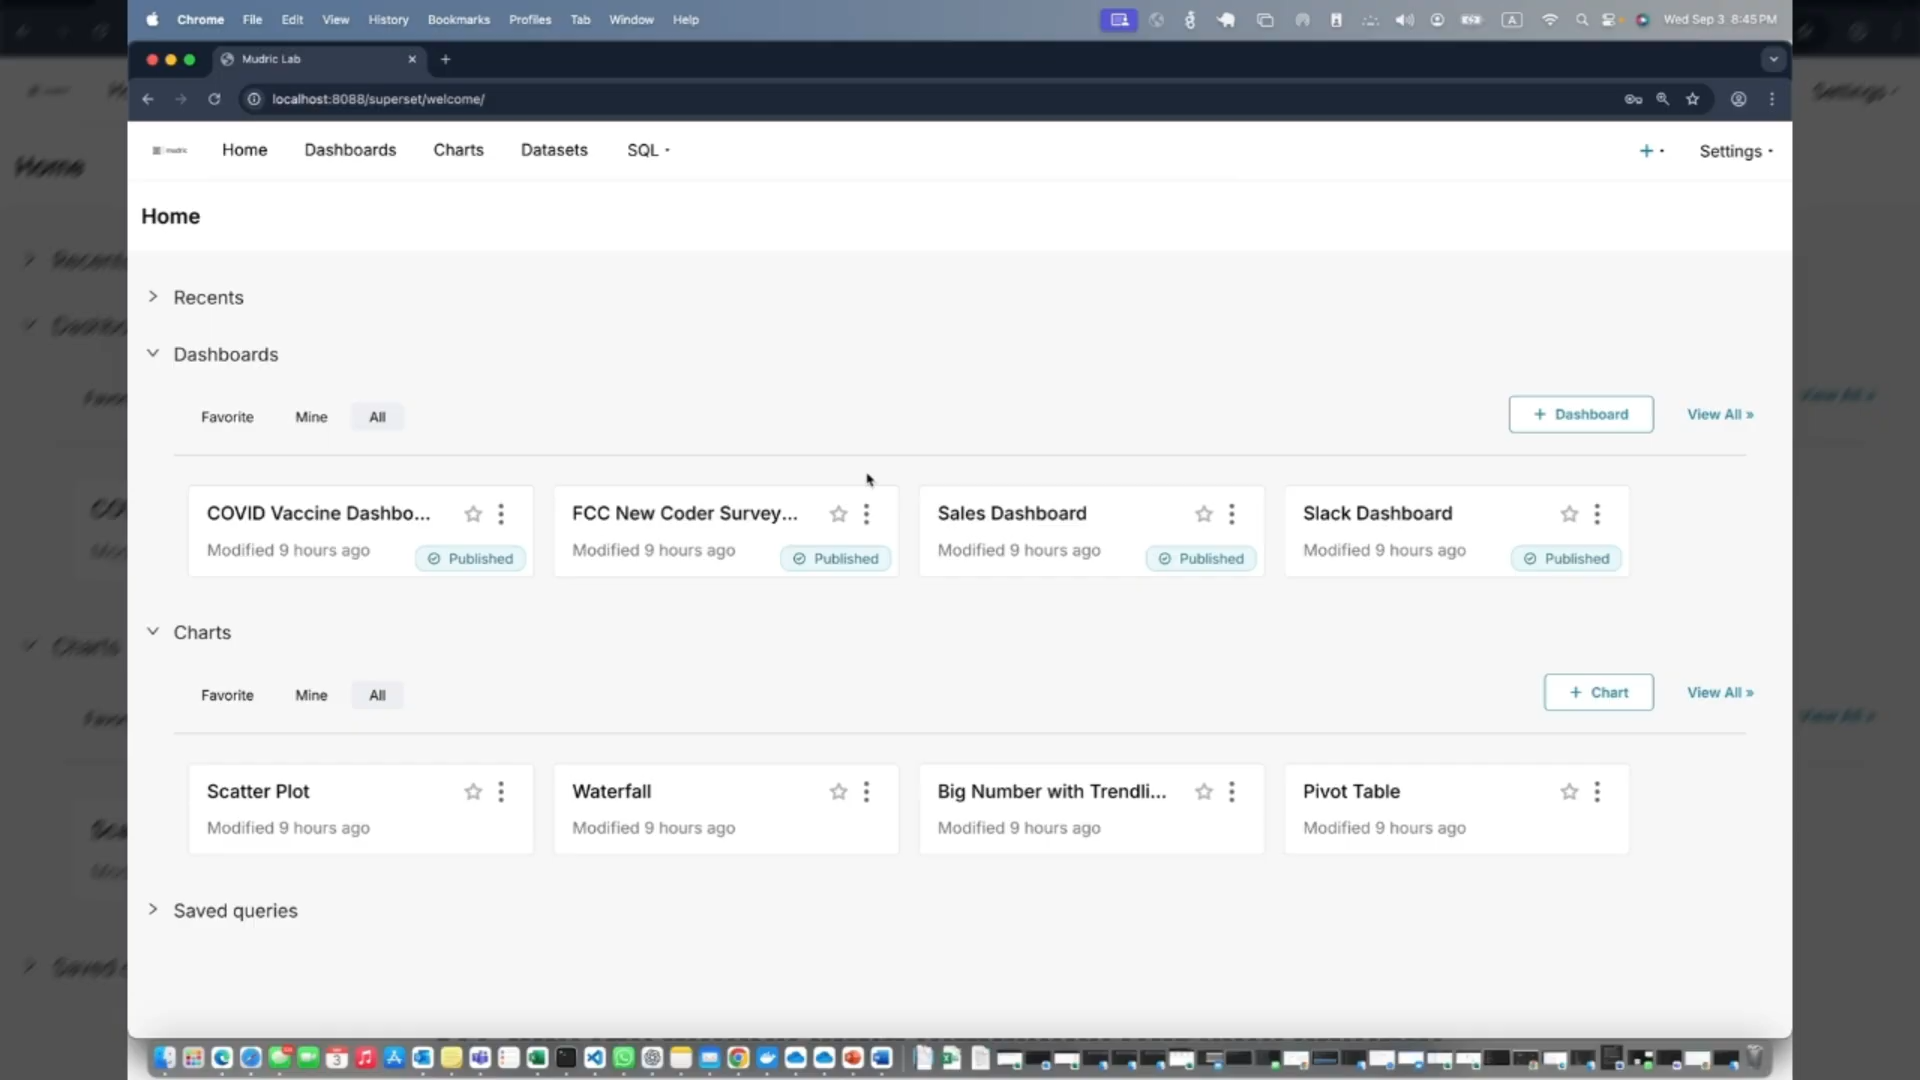 Chrome File Edit View History Bookmarks Profiles Tab Window Help A Wed Sep 3 8:45 PM
Mudric Lab
localhost:8088/superset/welcome/
mudric Home Dashboards Charts Datasets SQL + Settings
Home
Recents
Dashboards
Favorite Mine All + Dashboard View All »
COVID Vaccine Dashbo... FCC New Coder Survey... Sales Dashboard Slack Dashboard
Modified 9 hours ago Published Modified 9 hours ago Published Modified 9 hours ago Published Modified 9 hours ago Published
Charts
Favorite Mine All + Chart View All »
Scatter Plot Waterfall Big Number with Trendli... Pivot Table
Modified 9 hours ago Modified 9 hours ago Modified 9 hours ago Modified 9 hours ago
Saved queries
3